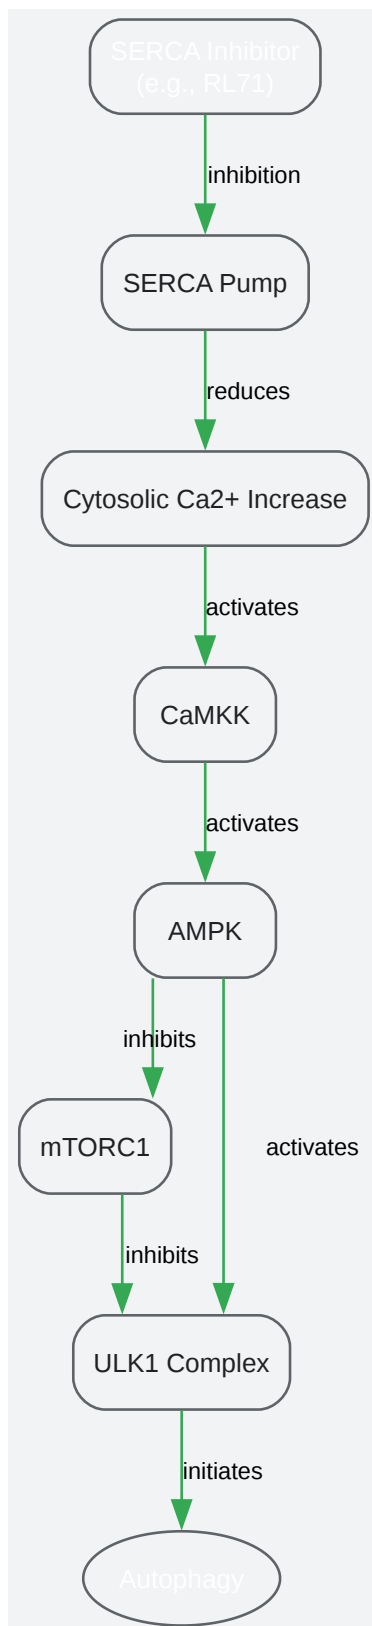 SERCA Inhibitor
(e.g., RL71)
inhibition
SERCA Pump
reduces
Cytosolic Ca2+ Increase
activates
CaMKK
activates
AMPK
inhibits
mTORC1
activates
inhibits
ULK1 Complex
initiates
Autophagy